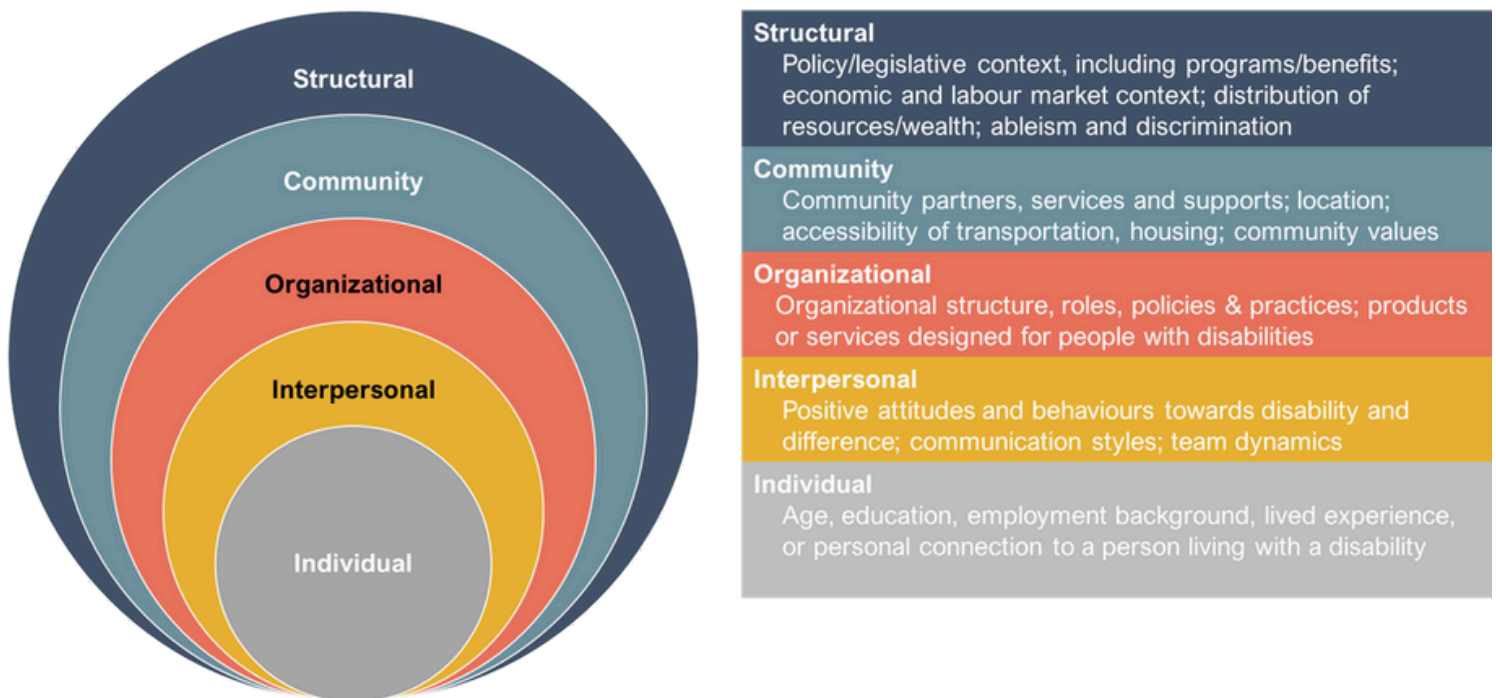 Structural
Community
Organizational
Interpersonal
Individual
Structural
Policy/legislative context, including programs/benefits;
economic and labour market context; distribution of
resources/wealth; ableism and discrimination
Community
Community partners, services and supports; location;
accessibility of transportation, housing; community values
Organizational
Organizational structure, roles, policies & practices; products
or services designed for people with disabilities
Interpersonal
Positive attitudes and behaviours towards disability and
difference; communication styles; team dynamics
Individual
Age, education, employment background, lived experience,
or personal connection to a person living with a disability